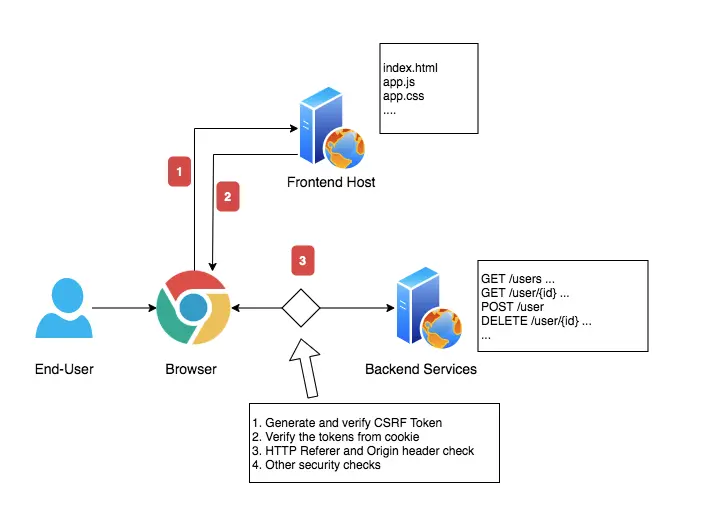 index.html
app.js
app.css
....
Frontend Host
1
2
3
GET /users ...
GET /user/{id} ...
POST /user
DELETE /user/{id} ...
...
End-User
Browser
Backend Services
1. Generate and verify CSRF Token
2. Verify the tokens from cookie
3. HTTP Referer and Origin header check
4. Other security checks